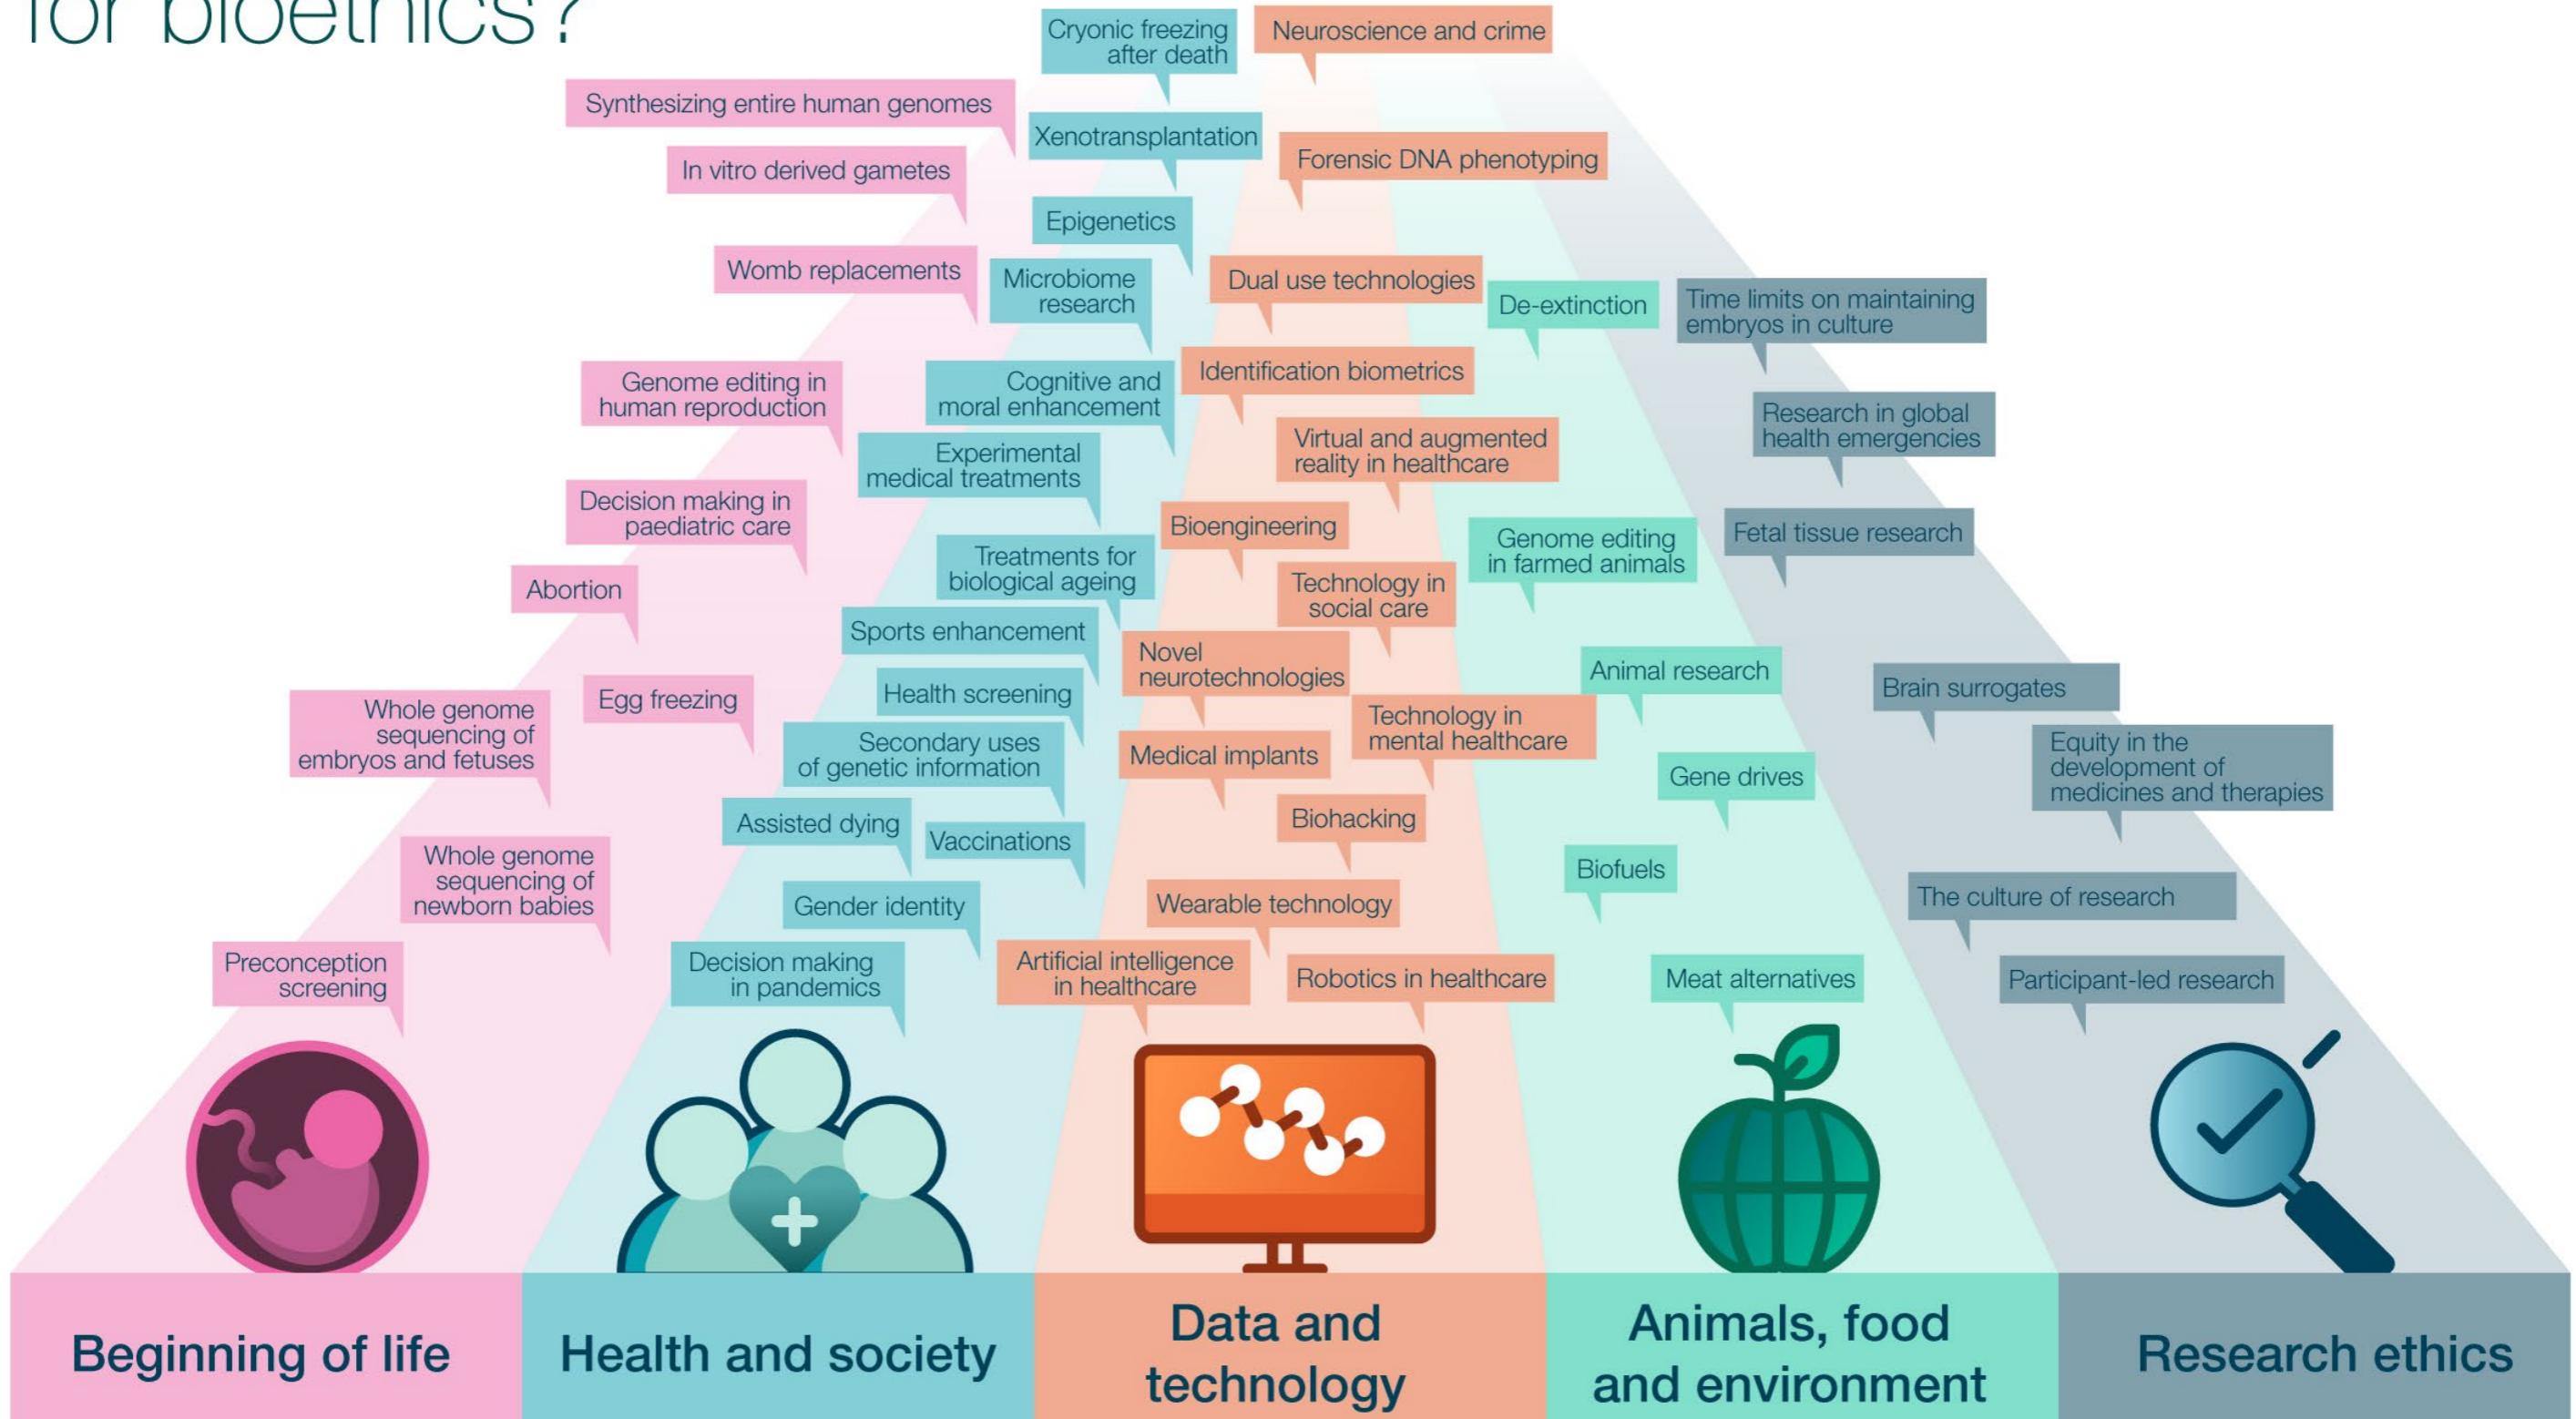 for bioethics?
Cryonic freezing
after death
Neuroscience and crime
Synthesizing entire human genomes
Xenotransplantation
Forensic DNA phenotyping
In vitro derived gametes
Epigenetics
Womb replacements
Microbiome
research
Dual use technologies
De-extinction
Time limits on maintaining
embryos in culture
Genome editing in
human reproduction
Cognitive and
moral enhancement
Identification biometrics
Research in global
health emergencies
Experimental
medical treatments
Virtual and augmented
reality in healthcare
Decision making in
paediatric care
Bioengineering
Genome editing
in farmed animals
Fetal tissue research
Treatments for
biological ageing
Technology in
social care
Abortion
Sports enhancement
Novel
neurotechnologies
Animal research
Brain surrogates
Whole genome
sequencing of
embryos and fetuses
Egg freezing
Health screening
Technology in
mental healthcare
Secondary uses
of genetic information
Medical implants
Gene drives
Equity in the
development of
medicines and therapies
Assisted dying
Vaccinations
Biohacking
Whole genome
sequencing of
newborn babies
Biofuels
Gender identity
Wearable technology
The culture of research
Preconception
screening
Decision making
in pandemics
Artificial intelligence
in healthcare
Robotics in healthcare
Meat alternatives
Participant-led research
Beginning of life
Health and society
Data and
technology
Animals, food
and environment
Research ethics